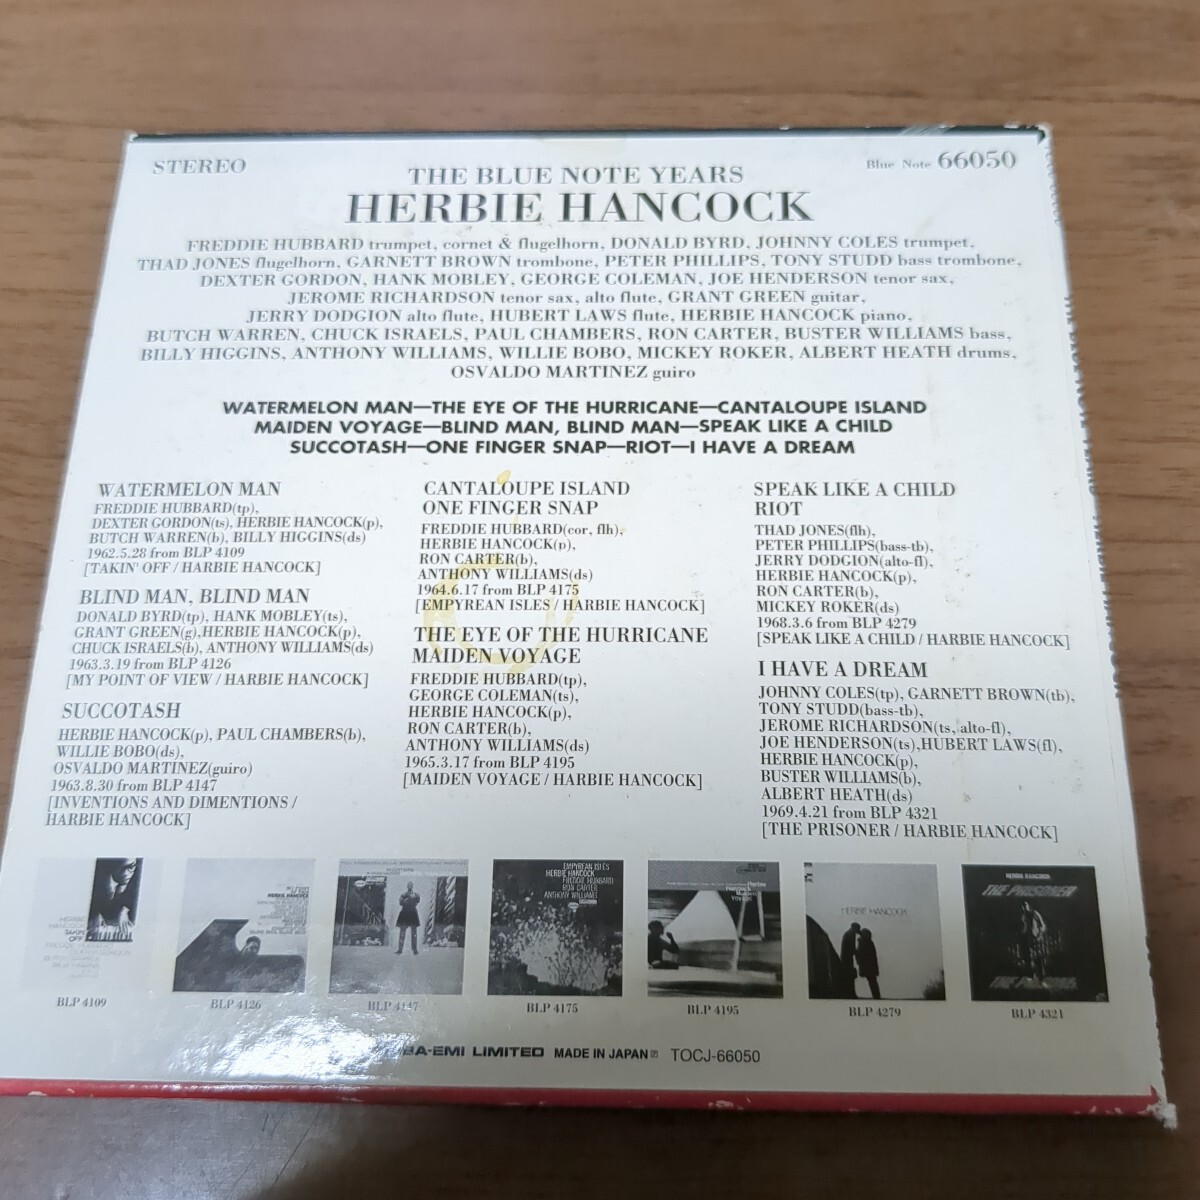 STEREO
Blue Note 66050
THE BLUE NOTE YEARS
HERBIE HANCOCK
FREDDIE HUBBARD trumpet, cornet & flugelhorn, DONALD BYRD, JOHNNY COLES trumpet,
THAD JONES flugelhorn, GARNETT BROWN trombone, PETER PHILLIPS, TONY STUDD bass trombone,
DEXTER GORDON, HANK MOBLEY, GEORGE COLEMAN, JOE HENDERSON tenor sax,
JEROME RICHARDSON tenor sax, alto flute, GRANT GREEN guitar,
JERRY DODGION alto flute, HUBERT LAWS flute, HERBIE HANCOCK piano,
BUTCH WARREN, CHUCK ISRAELS, PAUL CHAMBERS, RON CARTER, BUSTER WILLIAMS bass,
BILLY HIGGINS, ANTHONY WILLIAMS, WILLIE BOBO, MICKEY ROKER, ALBERT HEATH drums,
OSVALDO MARTINEZ guiro
WATERMELON MAN—THE EYE OF THE HURRICANE—CANTALOUPE ISLAND
MAIDEN VOYAGE—BLIND MAN, BLIND MAN—SPEAK LIKE A CHILD
SUCCOTASH—ONE FINGER SNAP—RIOT—I HAVE A DREAM
WATERMELON MAN
FREDDIE HUBBARD(tp),
DEXTER GORDON(ts), HERBIE HANCOCK(p),
BUTCH WARREN(b), BILLY HIGGINS(ds)
1962.5.28 from BLP 4109
[TAKIN' OFF / HARBIE HANCOCK]
BLIND MAN, BLIND MAN
DONALD BYRD(tp), HANK MOBLEY(ts),
GRANT GREEN(g),HERBIE HANCOCK(p),
CHUCK ISRAELS(b), ANTHONY WILLIAMS(ds)
1963.3.19 from BLP 4126
[MY POINT OF VIEW / HARBIE HANCOCK]
SUCCOTASH
HERBIE HANCOCK(p), PAUL CHAMBERS(b),
WILLIE BOBO(ds),
OSVALDO MARTINEZ(guiro)
1963.8.30 from BLP 4147
[INVENTIONS AND DIMENTIONS /
HARBIE HANCOCK]
CANTALOUPE ISLAND
ONE FINGER SNAP
FREDDIE HUBBARD(cor, flh),
HERBIE HANCOCK(p),
RON CARTER(b),
ANTHONY WILLIAMS(ds)
1964.6.17 from BLP 4175
[EMPYREAN ISLES / HARBIE HANCOCK]
THE EYE OF THE HURRICANE
MAIDEN VOYAGE
FREDDIE HUBBARD(tp),
GEORGE COLEMAN(ts),
HERBIE HANCOCK(p),
RON CARTER(b),
ANTHONY WILLIAMS(ds)
1965.3.17 from BLP 4195
[MAIDEN VOYAGE / HARBIE HANCOCK]
SPEAK LIKE A CHILD
RIOT
THAD JONES(flh),
PETER PHILLIPS(bass-tb),
JERRY DODGION(alto-fl),
HERBIE HANCOCK(p),
RON CARTER(b),
MICKEY ROKER(ds)
1968.3.6 from BLP 4279
[SPEAK LIKE A CHILD / HARBIE HANCOCK]
I HAVE A DREAM
JOHNNY COLES(tp), GARNETT BROWN(tb),
TONY STUDD(bass-tb),
JEROME RICHARDSON(ts, alto-fl),
JOE HENDERSON(ts),HUBERT LAWS(fl),
HERBIE HANCOCK(p),
BUSTER WILLIAMS(b),
ALBERT HEATH(ds)
1969.4.21 from BLP 4321
[THE PRISONER / HARBIE HANCOCK]
EMPYREAN ISLES
HERBIE HANCOCK
FREDDIE HUBBARD
RON CARTER
ANTHONY WILLIAMS
HERBIE HANCOCK
HERBIE HANCOCK
THE PRISONER
BLP 4109
BLP 4126
BLP 4147
BLP 4175
BLP 4195
BLP 4279
BLP 4321
BA-EMI LIMITED MADE IN JAPAN Ⓟ TOCJ-66050